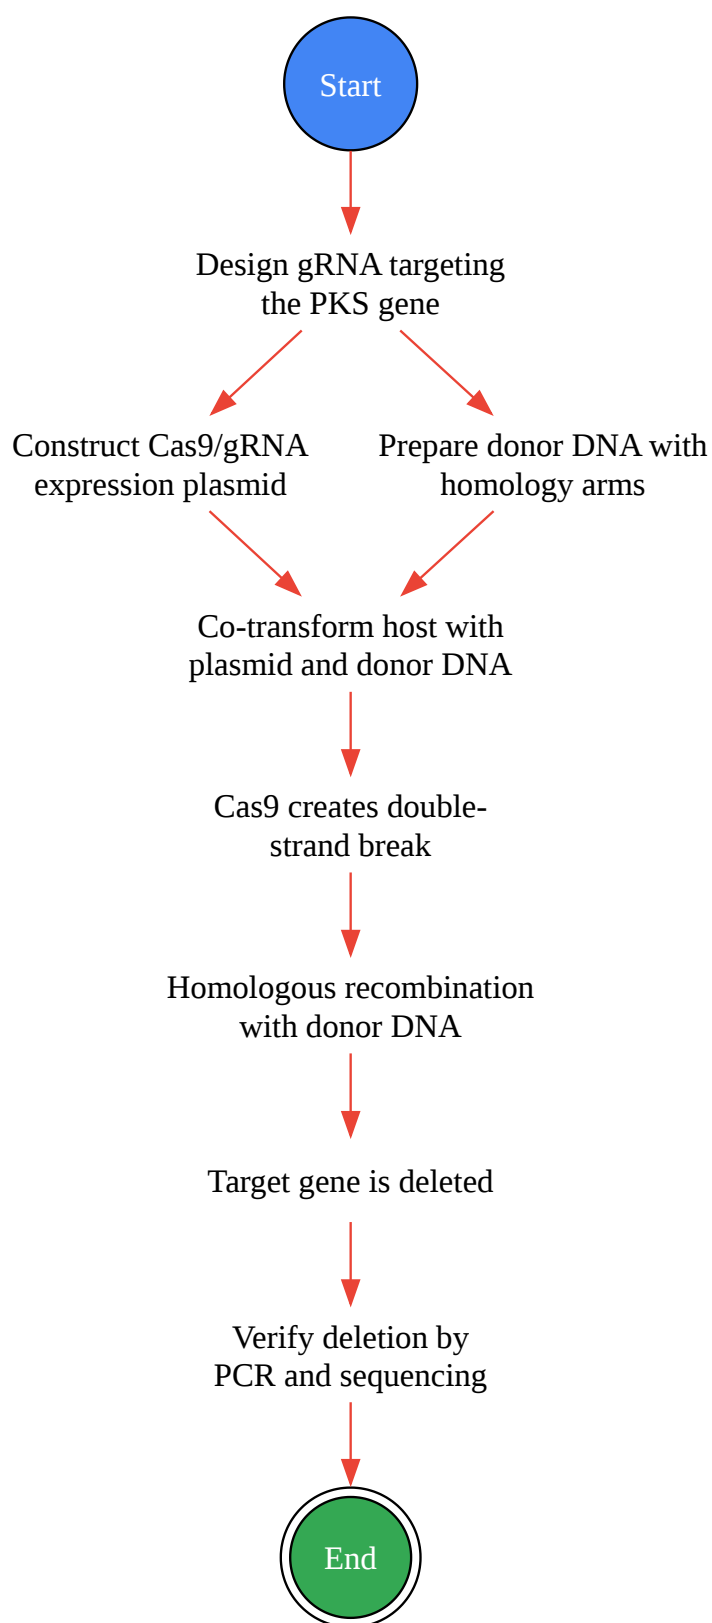 Start
Design gRNA targeting
the PKS gene
Construct Cas9/gRNA
expression plasmid
Prepare donor DNA with
homology arms
Co-transform host with
plasmid and donor DNA
Cas9 creates double-
strand break
Homologous recombination
with donor DNA
Target gene is deleted
Verify deletion by
PCR and sequencing
End